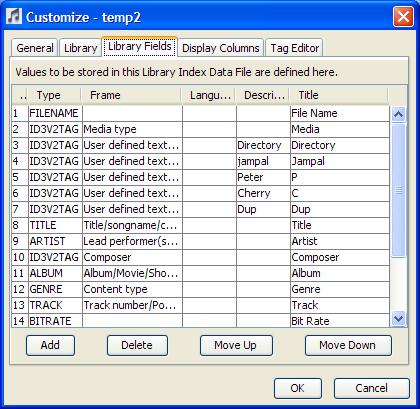 Customize - temp2
General Library Library Fields Display Columns Tag Editor
Values to be stored in this Library Index Data File are defined here.
.. Type Frame Langu... Descri... Title
1 FILENAME File Name
2 ID3V2TAG Media type Media
3 ID3V2TAG User defined text... Directory Directory
4 ID3V2TAG User defined text... jampal Jampal
5 ID3V2TAG User defined text... Peter P
6 ID3V2TAG User defined text... Cherry C
7 ID3V2TAG User defined text... Dup Dup
8 TITLE Title/songname/c... Title
9 ARTIST Lead performer(s... Artist
10 ID3V2TAG Composer Composer
11 ALBUM Album/Movie/Sho... Album
12 GENRE Content type Genre
13 TRACK Track number/Po... Track
14 BITRATE Bit Rate
Add Delete Move Up Move Down
OK Cancel